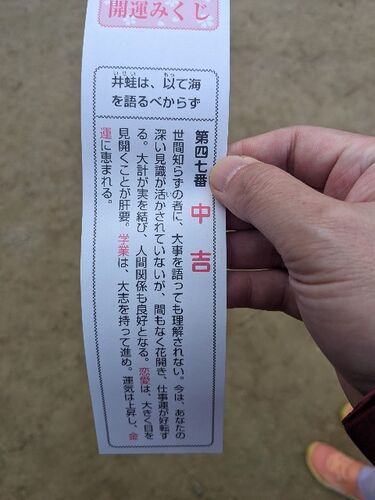 開運みくじ
井蛙は、以て海
を語るべからず
第四七番
中吉
世間知らずの者に、大事を語っても理解されない。今は、あなたの
深い見識が活かされていないが、間もなく花開き、仕事運が好転す
る。大計が実を結び、人間関係も良好となる。恋愛は、大きく目を
見開くことが肝要。学業は、大志を持って進め。運気は上昇し、金
運に恵まれる。